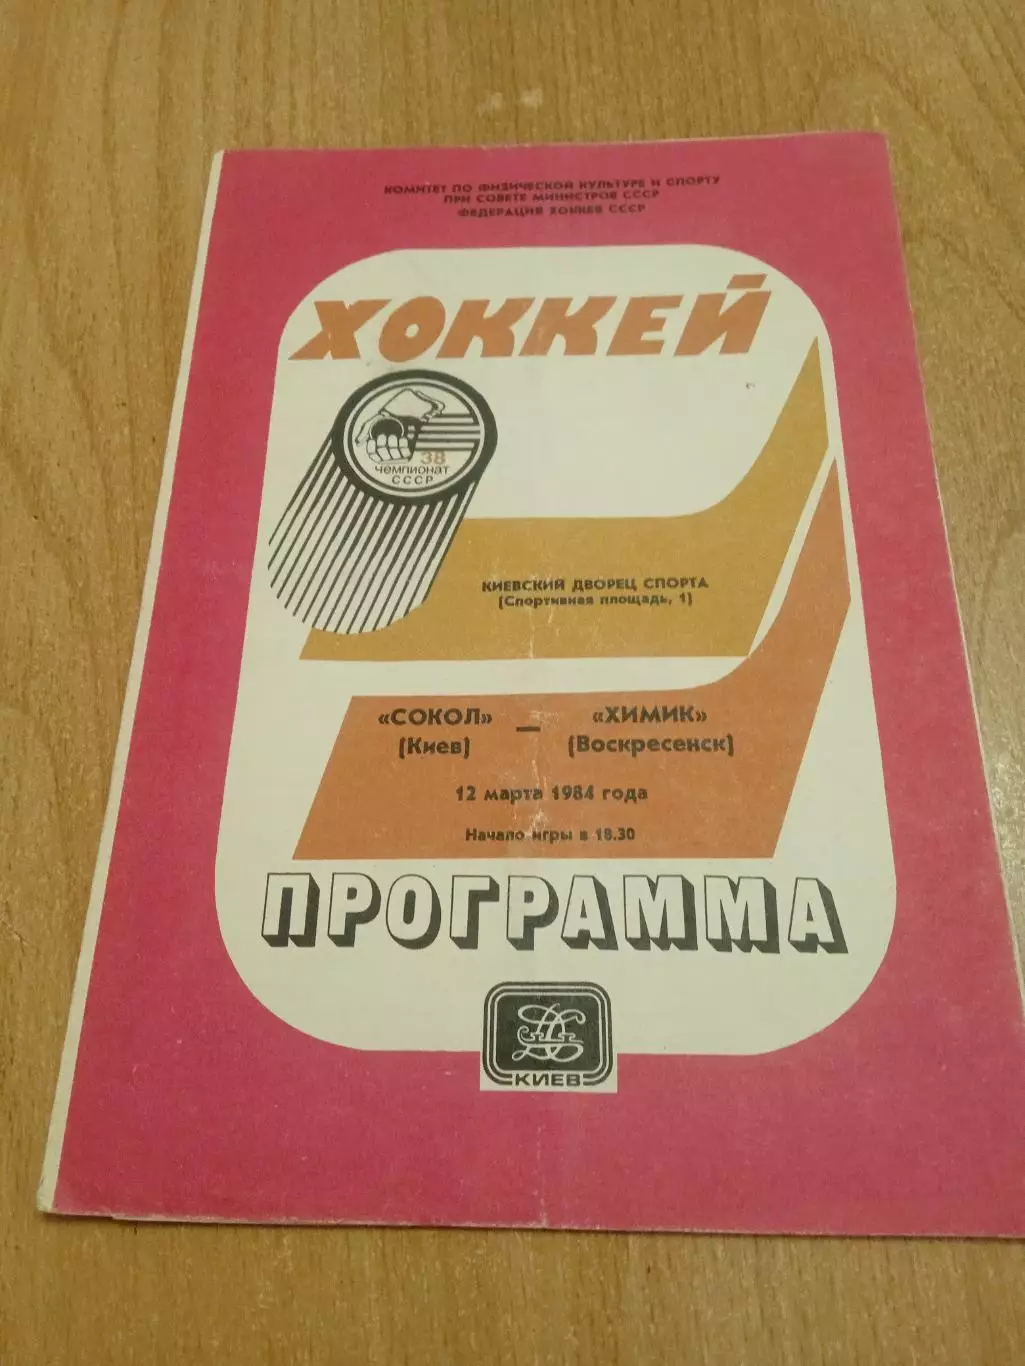 КОМИТЕТ ПО ФИЗИЧЕСКОЙ КУЛЬТУРЕ И СПОРТУ
ПРИ СОВЕТЕ МИНИСТРОВ СССР
ФЕДЕРАЦИЯ ХОККЕЯ СССР
ХОККЕЙ
38
чемпионат
СССР
КИЕВСКИЙ ДВОРЕЦ СПОРТА
(Спортивная площадь, 1)
«СОКОЛ» — «ХИМИК»
(Киев) (Воскресенск)
12 марта 1984 года
Начало игры в 18.30
ПРОГРАММА
КИЕВ